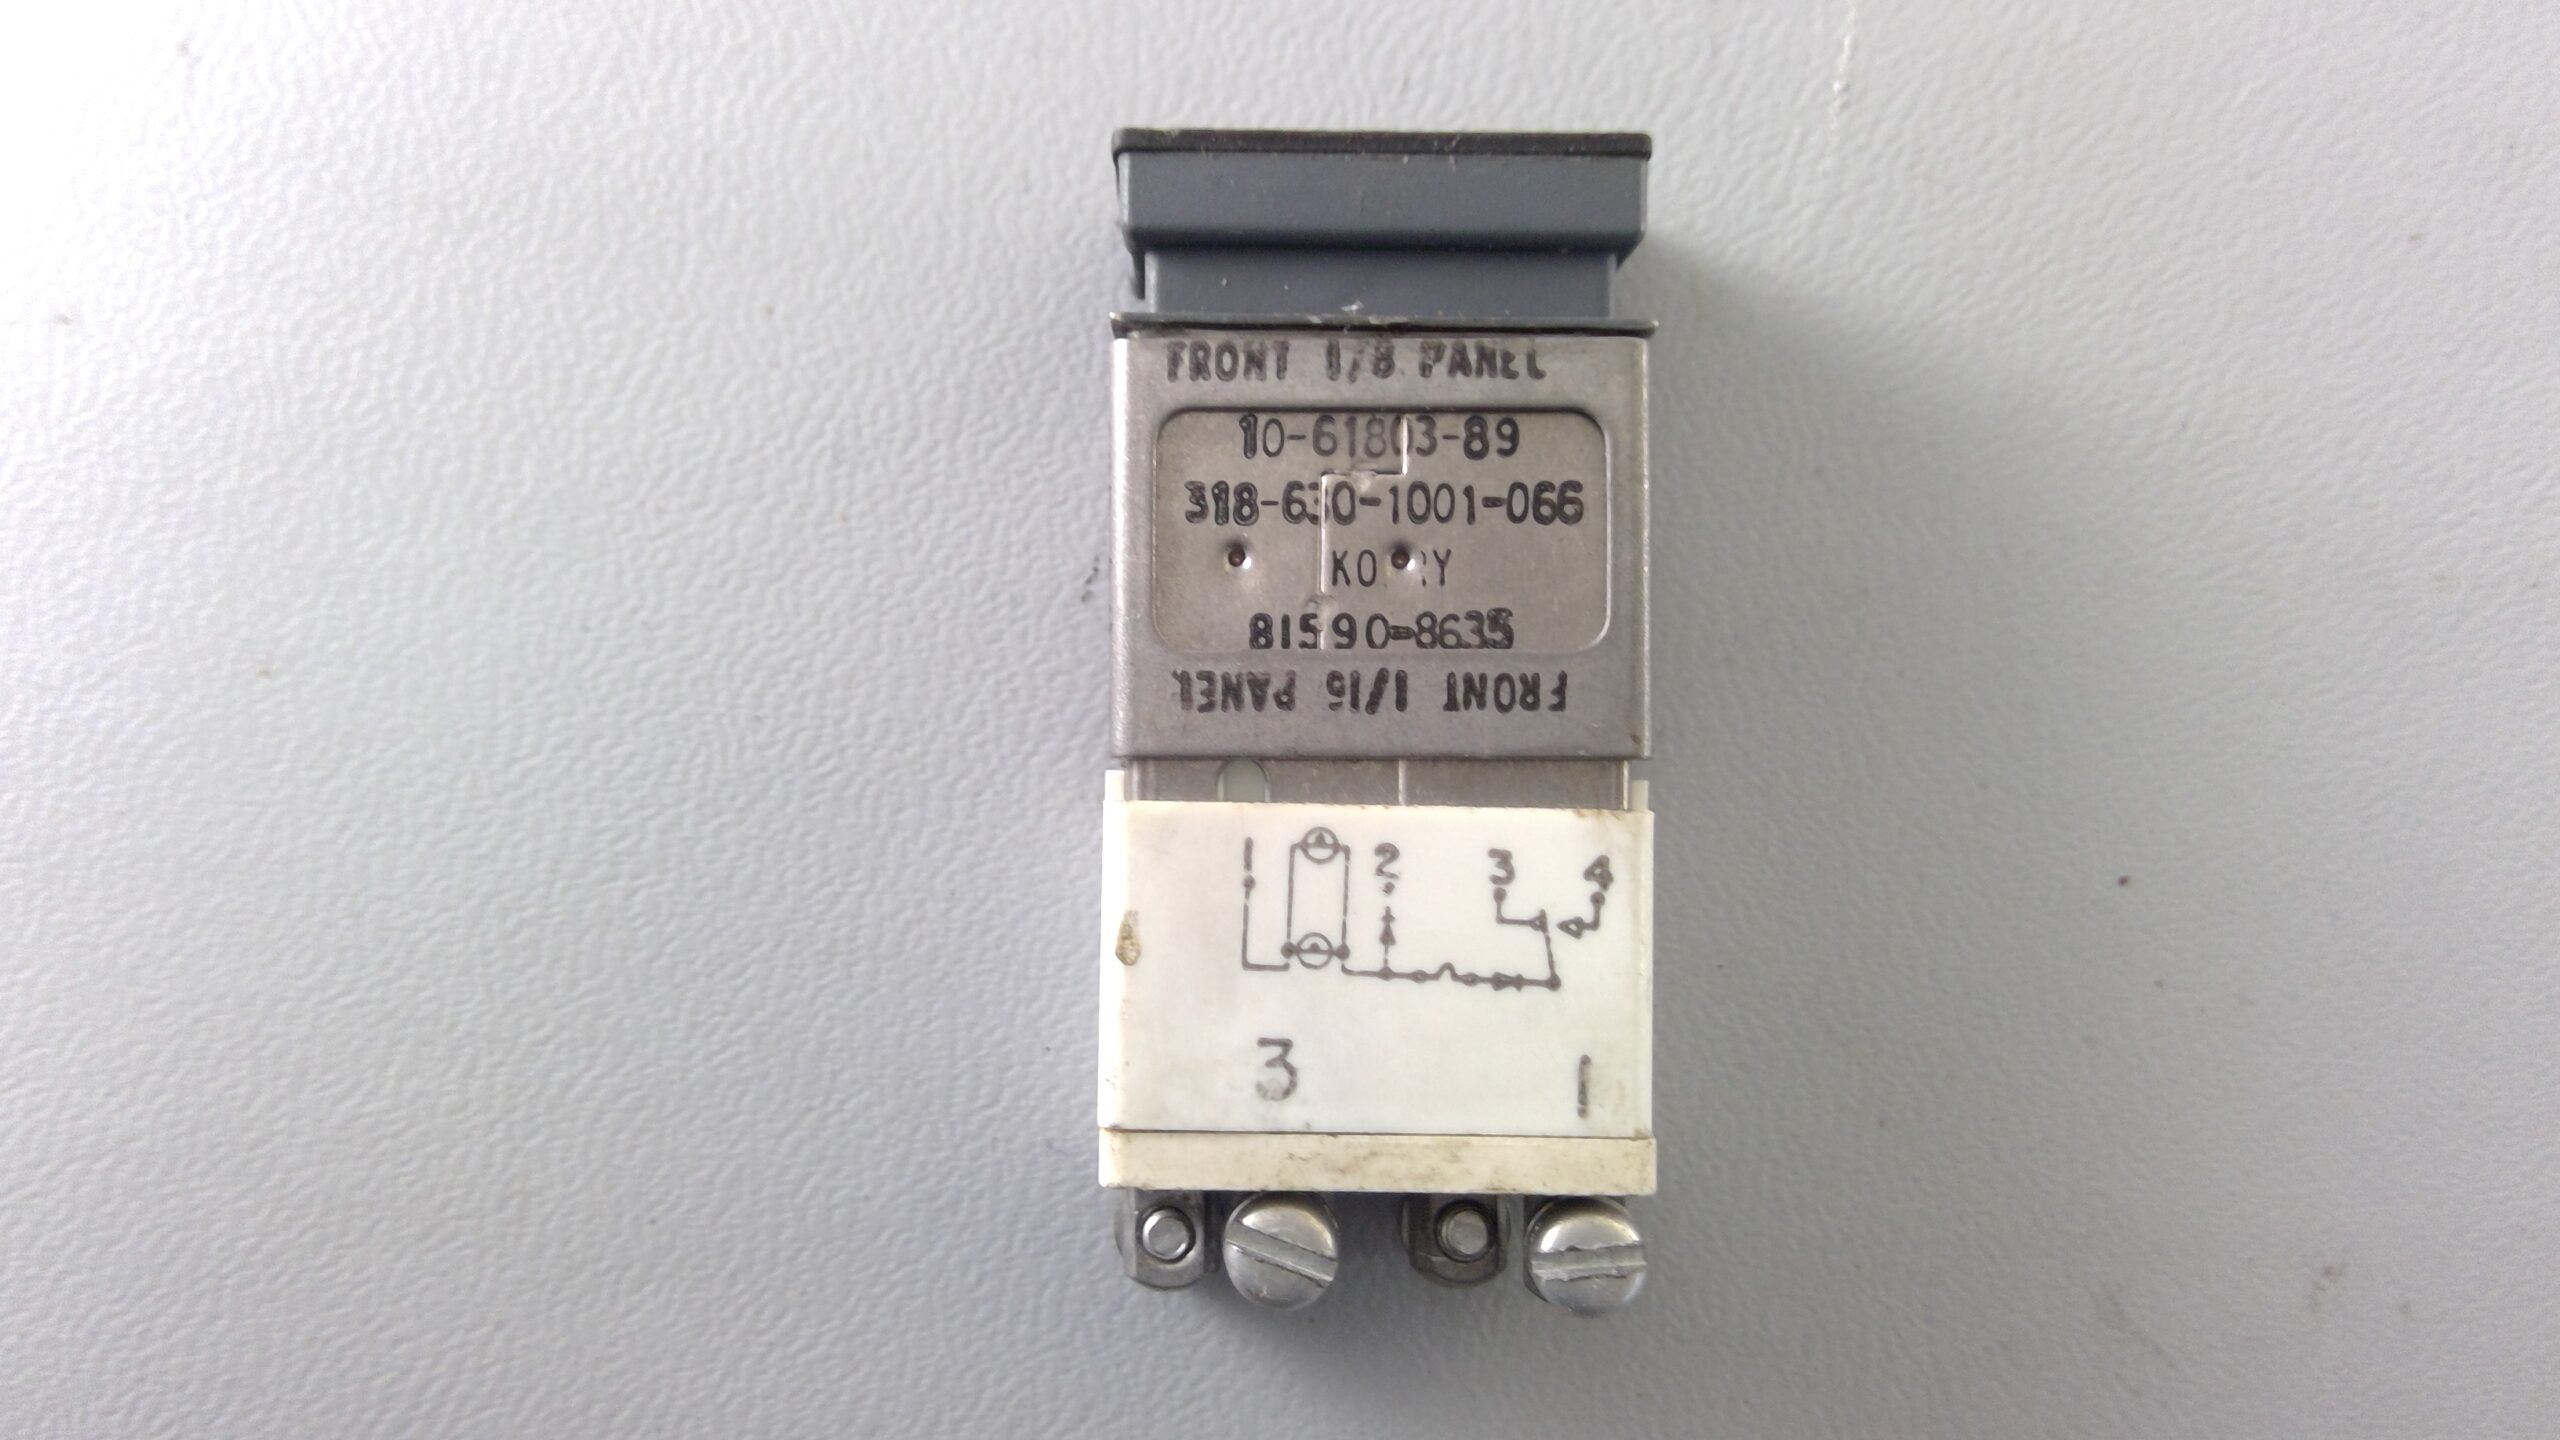 FRONT 1/8 PANEL
10-61803-89
318-630-1001-066
KORRY
81590-8635
FRONT 1/16 PANEL
1 2 3 4
3 1